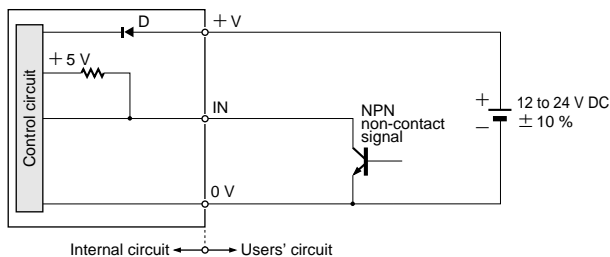 D
+ V
+ 5 V
Control circuit
IN
NPN
non-contact
signal
+
−
12 to 24 V DC
± 10 %
0 V
Internal circuit
Users' circuit